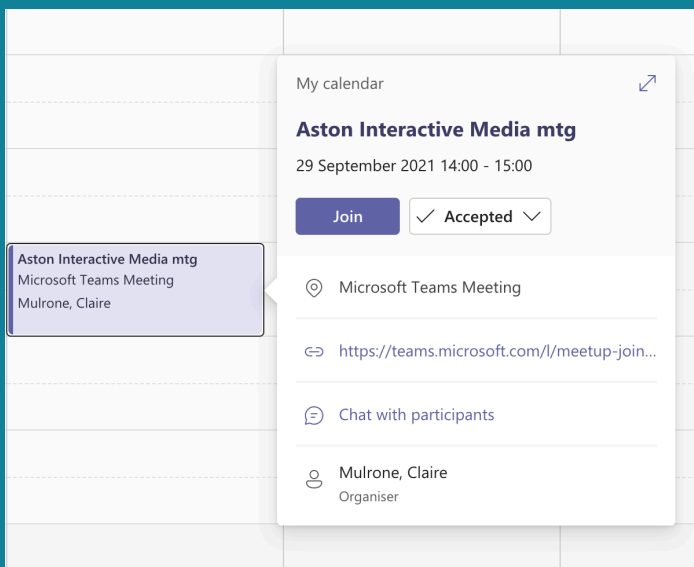 My calendar
Aston Interactive Media mtg
29 September 2021 14:00 - 15:00
Join
Accepted
Aston Interactive Media mtg
Microsoft Teams Meeting
Mulrone, Claire
Microsoft Teams Meeting
https://teams.microsoft.com/l/meetup-join...
Chat with participants
Mulrone, Claire
Organiser